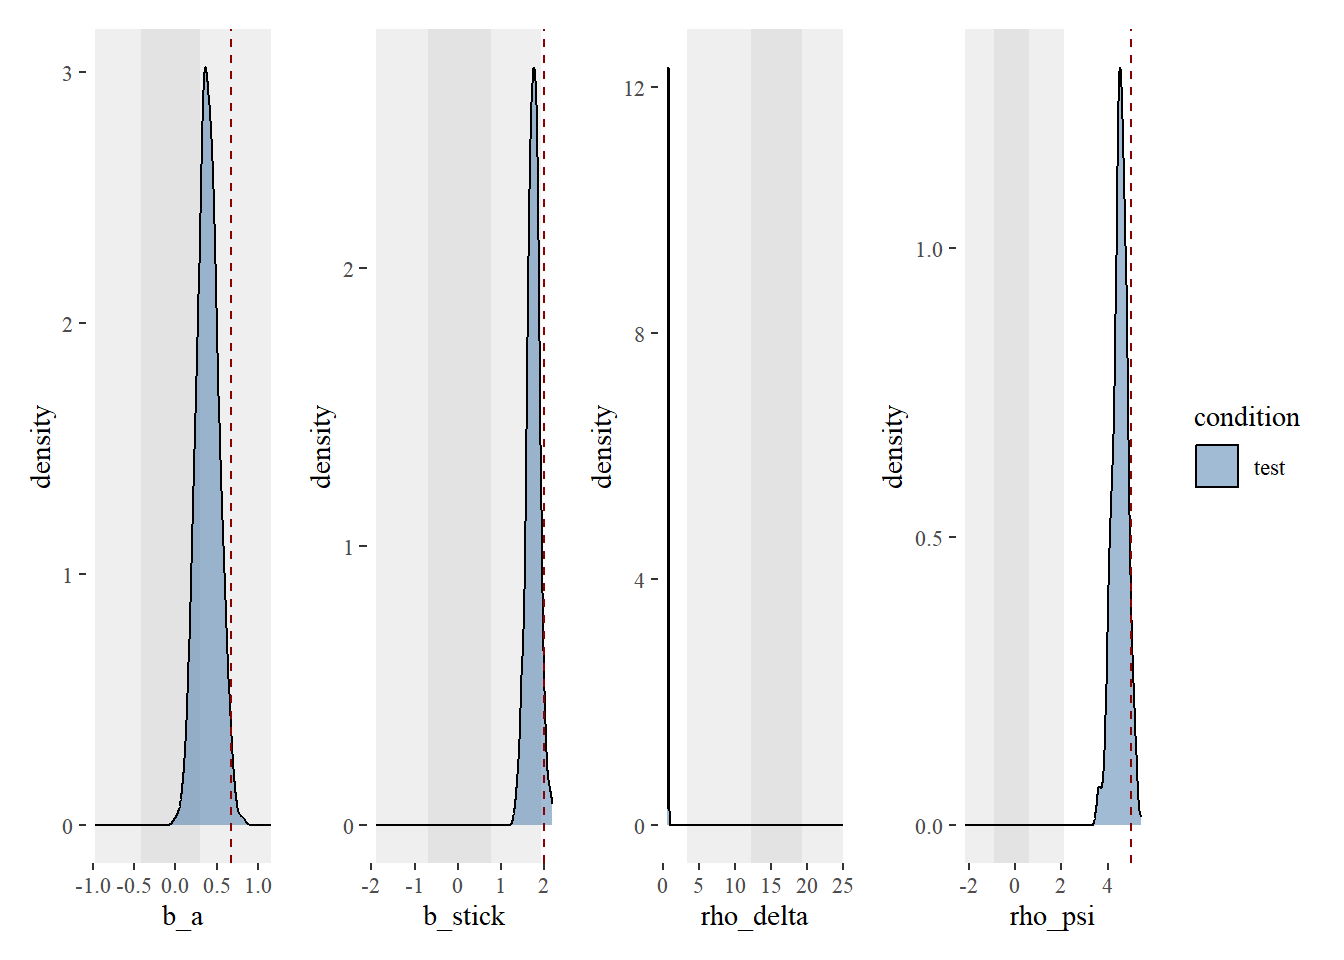 density
3
2
1
0
-1.0 -0.5 0.0 0.5 1.0
b_a
density
2
1
0
-2 -1 0 1 2
b_stick
density
12
8
4
0
0 5 10 15 20 25
rho_delta
density
1.0
0.5
0.0
-2 0 2 4
rho_psi
condition
test